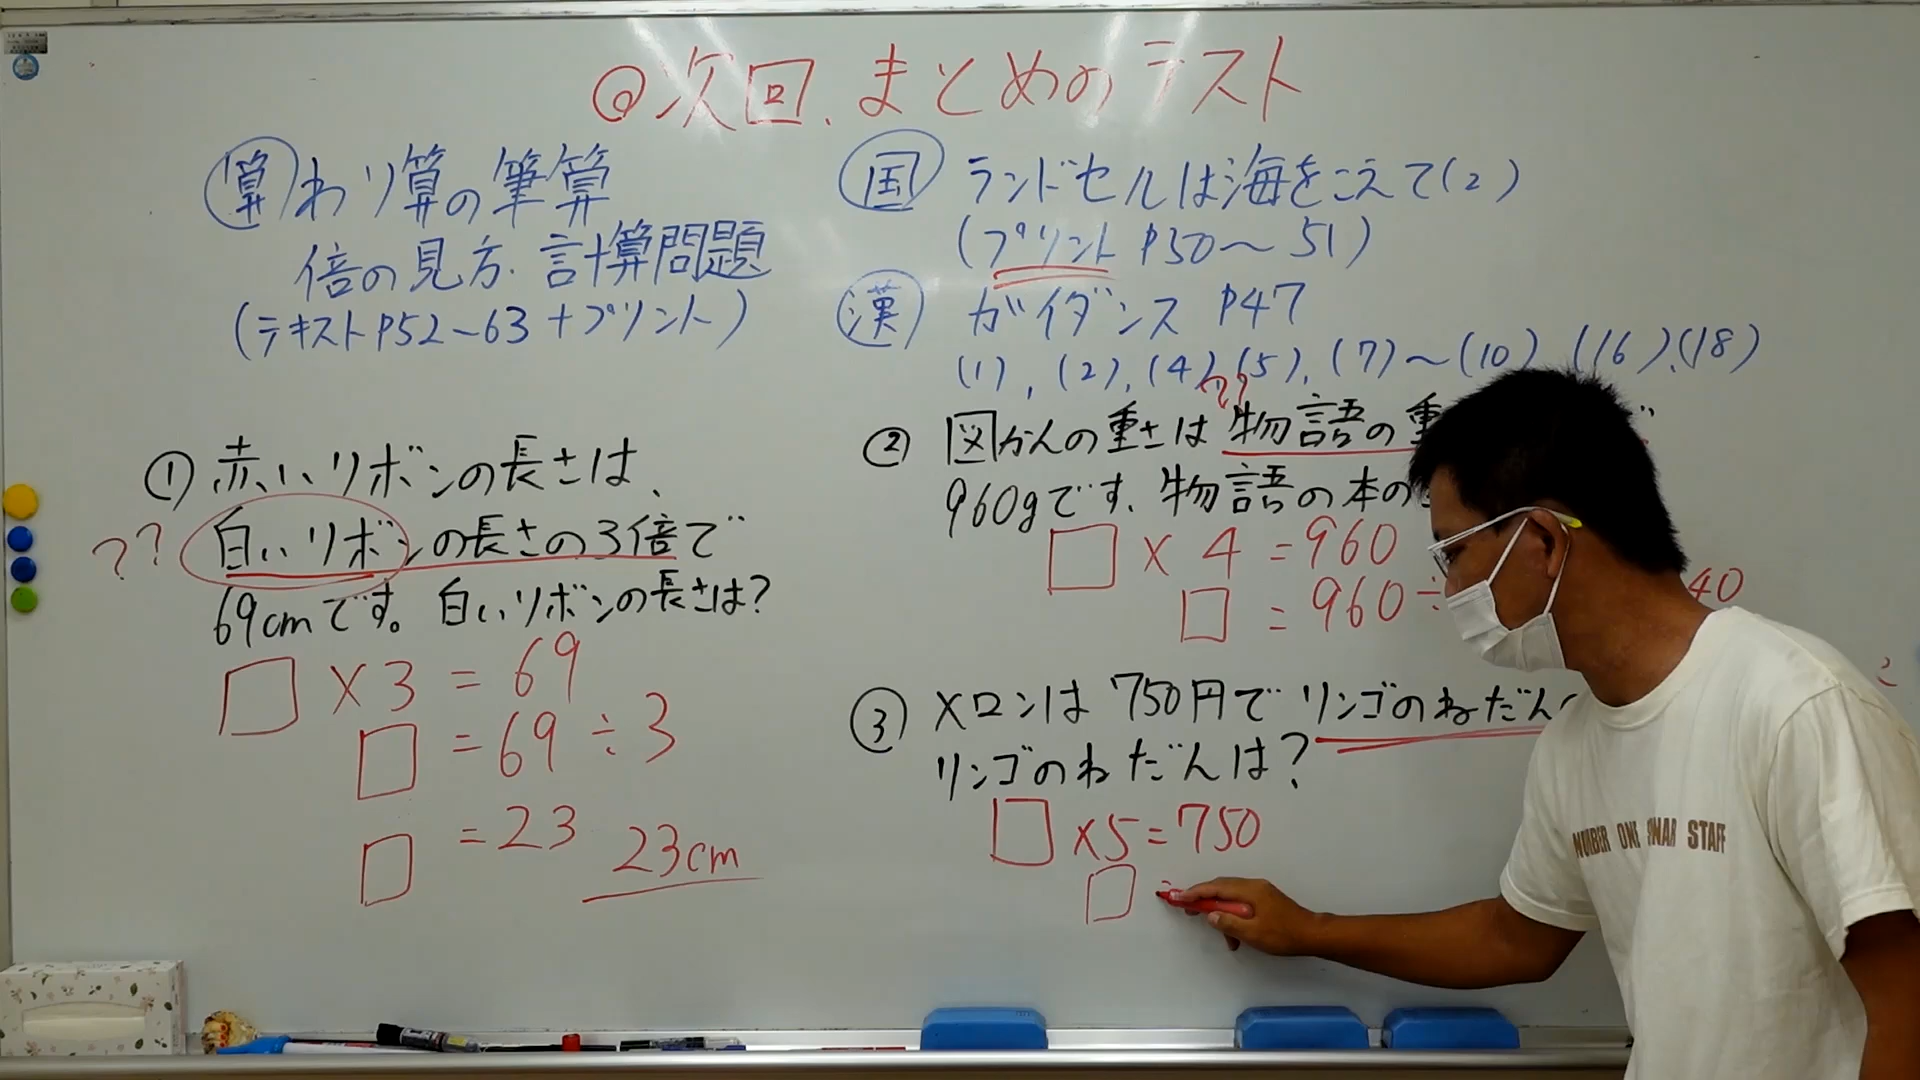 ◎次回、まとめのテスト
算 わり算の筆算
倍の見方、計算問題
(テキストP52~63+プリント)
国 ランドセルは海をこえて(2)
(プリント P50~51)
漢 ガイダンス P47
(1), (2), (4), (5), (7)~(10), (16), (18)
① 赤いリボンの長さは、
?? 白いリボンの長さの3倍で
69cmです。白いリボンの長さは?
□×3=69
□=69÷3
□=23 23cm
??
② 図かんの重さは物語の重
960gです、物語の本の
□×4=960
□=960÷ 40
③ メロンは750円でリンゴのねだん
リンゴのねだんは?
□×5=750
□=
NUMBER ONE STAFF